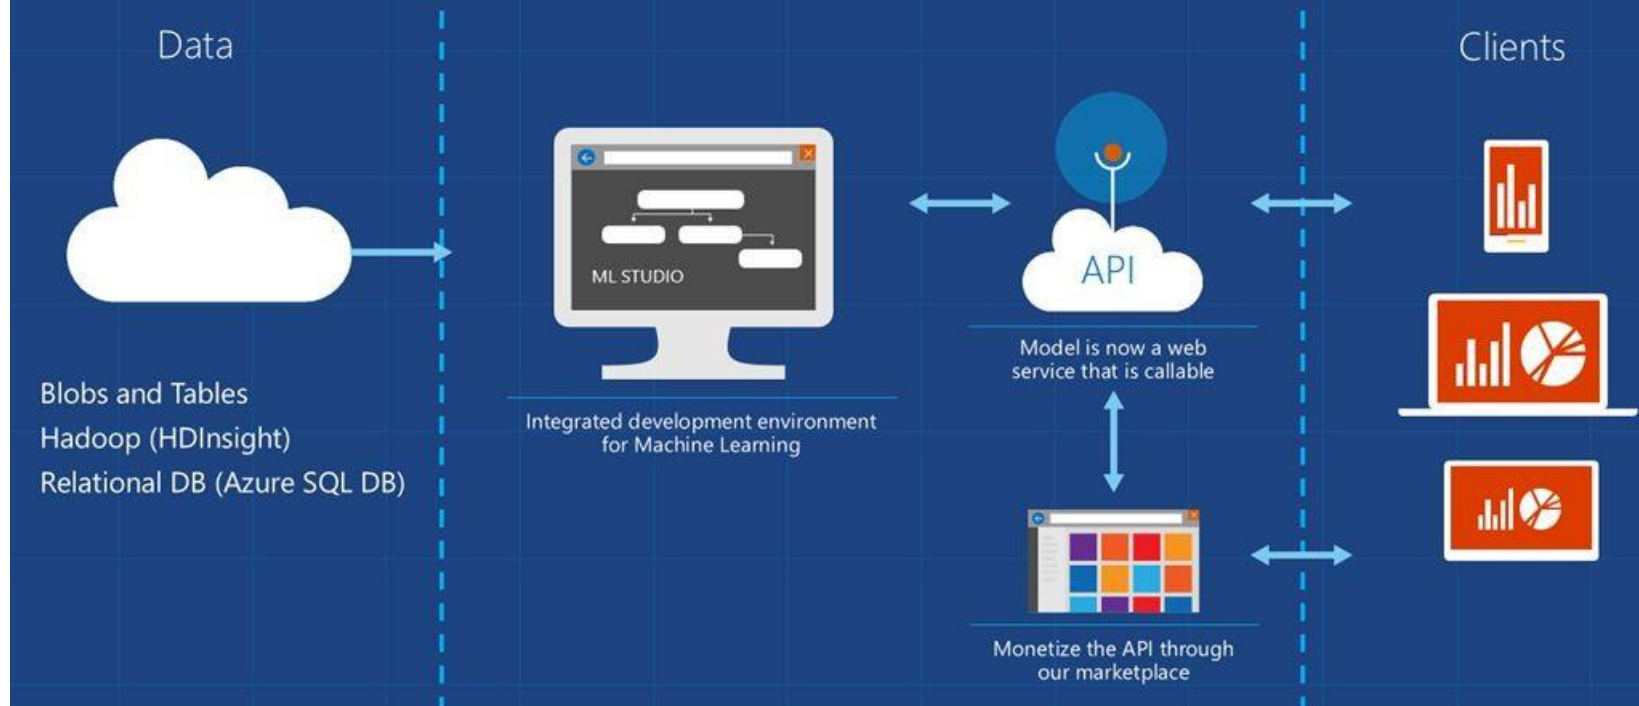 Data
Clients
ML STUDIO
API
Model is now a web
service that is callable
Blobs and Tables
Hadoop (HDInsight)
Relational DB (Azure SQL DB)
Integrated development environment
for Machine Learning
Monetize the API through
our marketplace